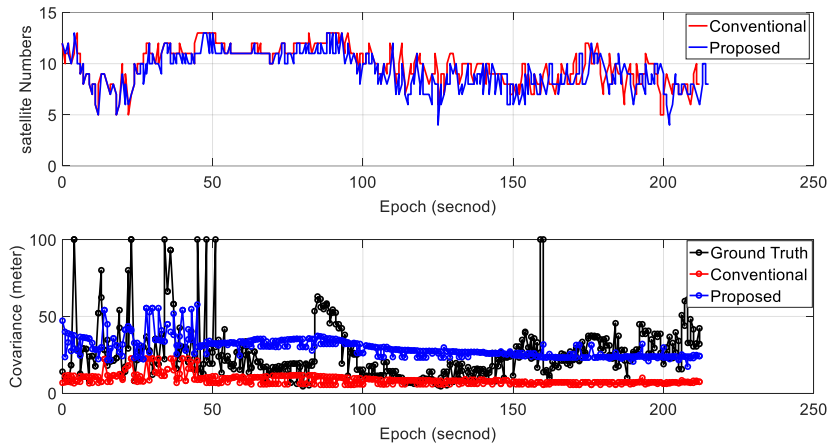 15
10
5
0
satellite Numbers
Conventional
Proposed
0
50
100
150
200
250
Epoch (secnod)
100
50
0
Covariance (meter)
Ground Truth
Conventional
Proposed
0
50
100
150
200
250
Epoch (secnod)